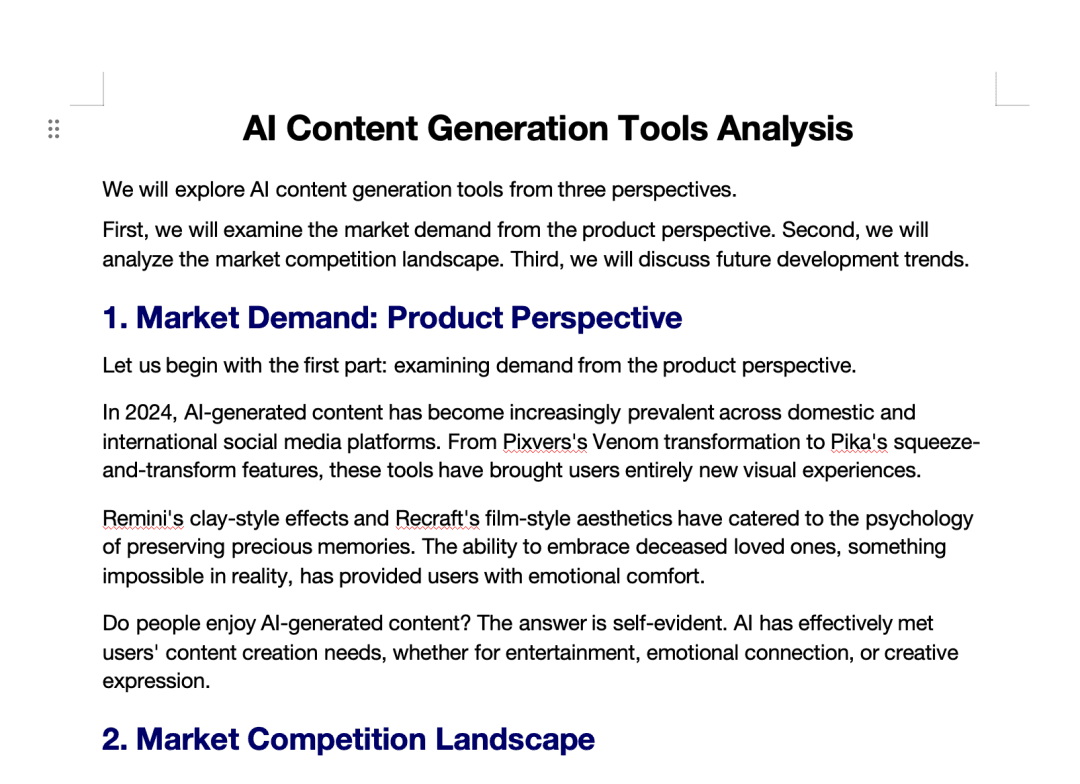 AI Content Generation Tools Analysis
We will explore AI content generation tools from three perspectives.
First, we will examine the market demand from the product perspective. Second, we will
analyze the market competition landscape. Third, we will discuss future development trends.
1. Market Demand: Product Perspective
Let us begin with the first part: examining demand from the product perspective.
In 2024, AI-generated content has become increasingly prevalent across domestic and
international social media platforms. From Pixvers's Venom transformation to Pika's squeeze-
and-transform features, these tools have brought users entirely new visual experiences.
Remini's clay-style effects and Recraft's film-style aesthetics have catered to the psychology
of preserving precious memories. The ability to embrace deceased loved ones, something
impossible in reality, has provided users with emotional comfort.
Do people enjoy AI-generated content? The answer is self-evident. AI has effectively met
users' content creation needs, whether for entertainment, emotional connection, or creative
expression.
2. Market Competition Landscape